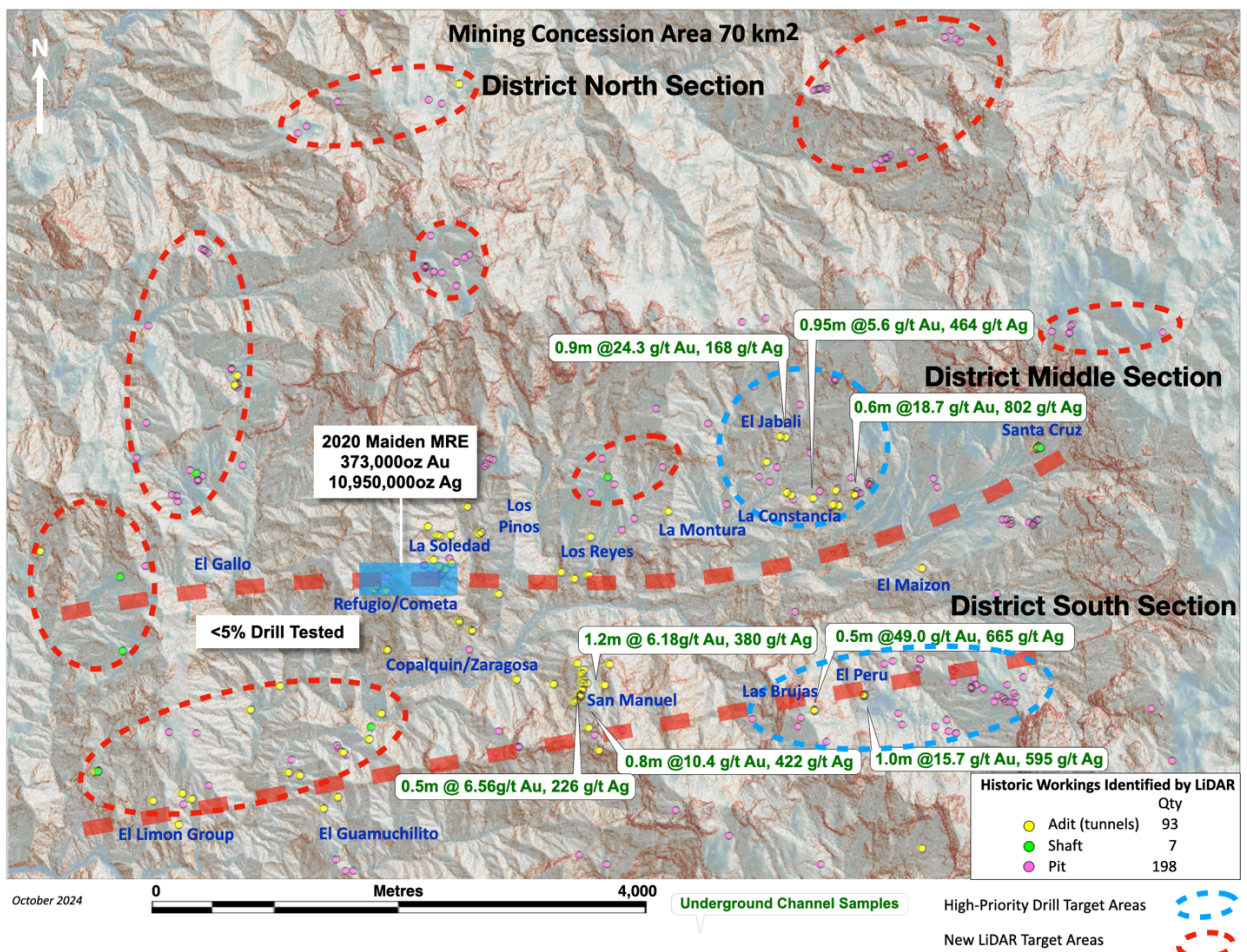 Mining Concession Area 70 km2
N
District North Section
0.95m @5.6 g/t Au, 464 g/t Ag
0.9m @24.3 g/t Au, 168 g/t Ag
District Middle Section
0.6m @18.7 g/t Au, 802 g/t Ag
El Jabali
Santa Cruz
2020 Maiden MRE
373,000oz Au
10,950,000oz Ag
Los
Pinos
La Constancia
La Montura
La Soledad
Los Reyes
El Gallo
El Maizon
Refugio/Cometa
District South Section
<5% Drill Tested
1.2m @ 6.18g/t Au, 380 g/t Ag
0.5m @49.0 g/t Au, 665 g/t Ag
Copalquin/Zaragosa
El Peru
Las Brujas
San Manuel
0.8m @10.4 g/t Au, 422 g/t Ag
1.0m @15.7 g/t Au, 595 g/t Ag
0.5m @ 6.56g/t Au, 226 g/t Ag
Historic Workings Identified by LiDAR
Qty
Adit (tunnels) 93
Shaft 7
Pit 198
El Limon Group
El Guamuchilito
October 2024
0 Metres 4,000
Underground Channel Samples
High-Priority Drill Target Areas
New LiDAR Target Areas